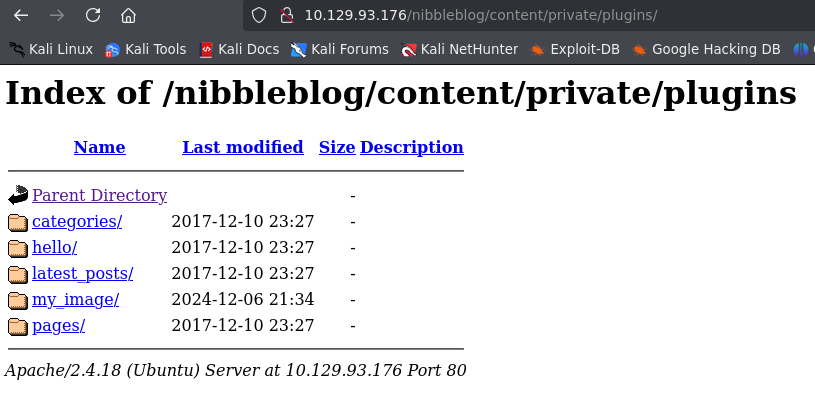 10.129.93.176/nibbleblog/content/private/plugins/
Kali Linux Kali Tools Kali Docs Kali Forums Kali NetHunter Exploit-DB Google Hacking DB
Index of /nibbleblog/content/private/plugins
Name Last modified Size Description
Parent Directory -
categories/ 2017-12-10 23:27 -
hello/ 2017-12-10 23:27 -
latest_posts/ 2017-12-10 23:27 -
my_image/ 2024-12-06 21:34 -
pages/ 2017-12-10 23:27 -
Apache/2.4.18 (Ubuntu) Server at 10.129.93.176 Port 80